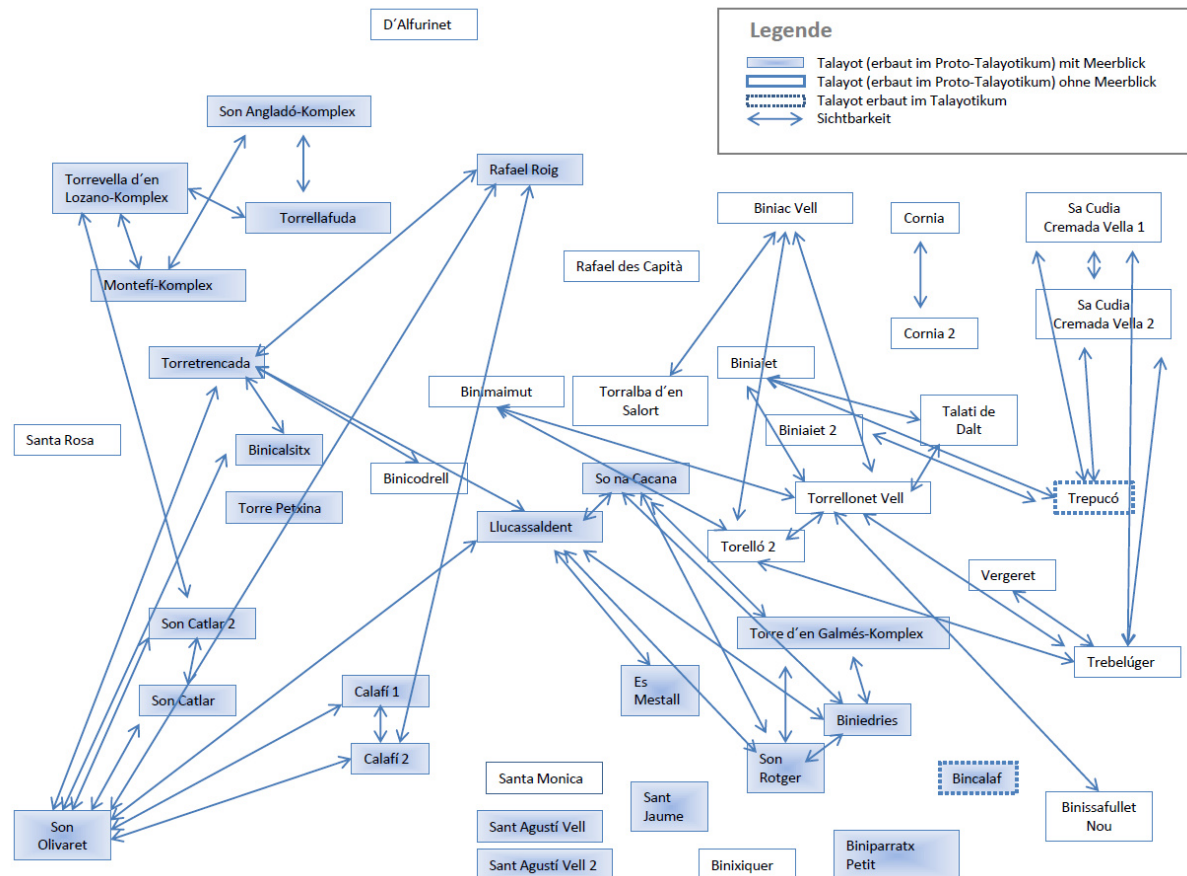 D´Alfurinet
Legende
Talayot (erbaut im Proto-Talayotikum) mit Meerblick
Talayot (erbaut im Proto-Talayotikum) ohne Meerblick
Talayot erbaut im Talayotikum
Sichtbarkeit
Son Angladó-Komplex
Rafael Roig
Torrevella d´en
Lozano-Komplex
Torrellafuda
Biniac Vell
Cornia
Sa Cudia
Cremada Vella 1
Rafael des Capità
Montefí-Komplex
Sa Cudia
Cremada Vella 2
Cornia 2
Torretrencada
Binimaimut
Torralba d´en
Salort
Biniaiet
Talati de
Dalt
Santa Rosa
Binicalsitx
Biniaiet 2
Binicodrell
So na Cacana
Torrellonet Vell
Trepucó
Torre Petxina
Llucassaldent
Torelló 2
Vergeret
Son Catlar 2
Torre d´en Galmés-Komplex
Trebelúger
Son Catlar
Calafí 1
Es
Mestall
Biniedries
Calafí 2
Son
Rotger
Santa Monica
Bincalaf
Sant
Jaume
Binissafullet
Nou
Son
Olivaret
Sant Agustí Vell
Sant Agustí Vell 2
Binixiquer
Biniparratx
Petit